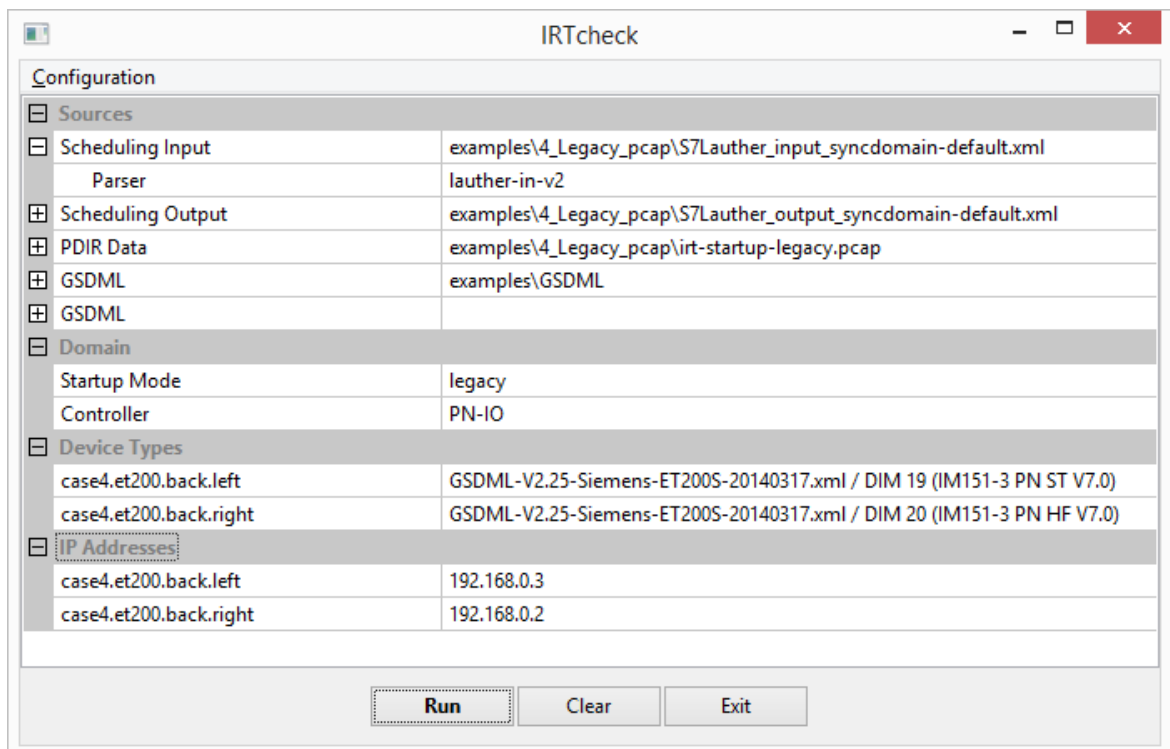 IRTcheck
Configuration
Sources
Scheduling Input examples\4_Legacy_pcap\S7Lauther_input_syncdomain-default.xml
Parser lauther-in-v2
Scheduling Output examples\4_Legacy_pcap\S7Lauther_output_syncdomain-default.xml
PDIR Data examples\4_Legacy_pcap\irt-startup-legacy.pcap
GSDML examples\GSDML
GSDML
Domain
Startup Mode legacy
Controller PN-IO
Device Types
case4.et200.back.left GSDML-V2.25-Siemens-ET200S-20140317.xml / DIM 19 (IM151-3 PN ST V7.0)
case4.et200.back.right GSDML-V2.25-Siemens-ET200S-20140317.xml / DIM 20 (IM151-3 PN HF V7.0)
IP Addresses
case4.et200.back.left 192.168.0.3
case4.et200.back.right 192.168.0.2
Run Clear Exit